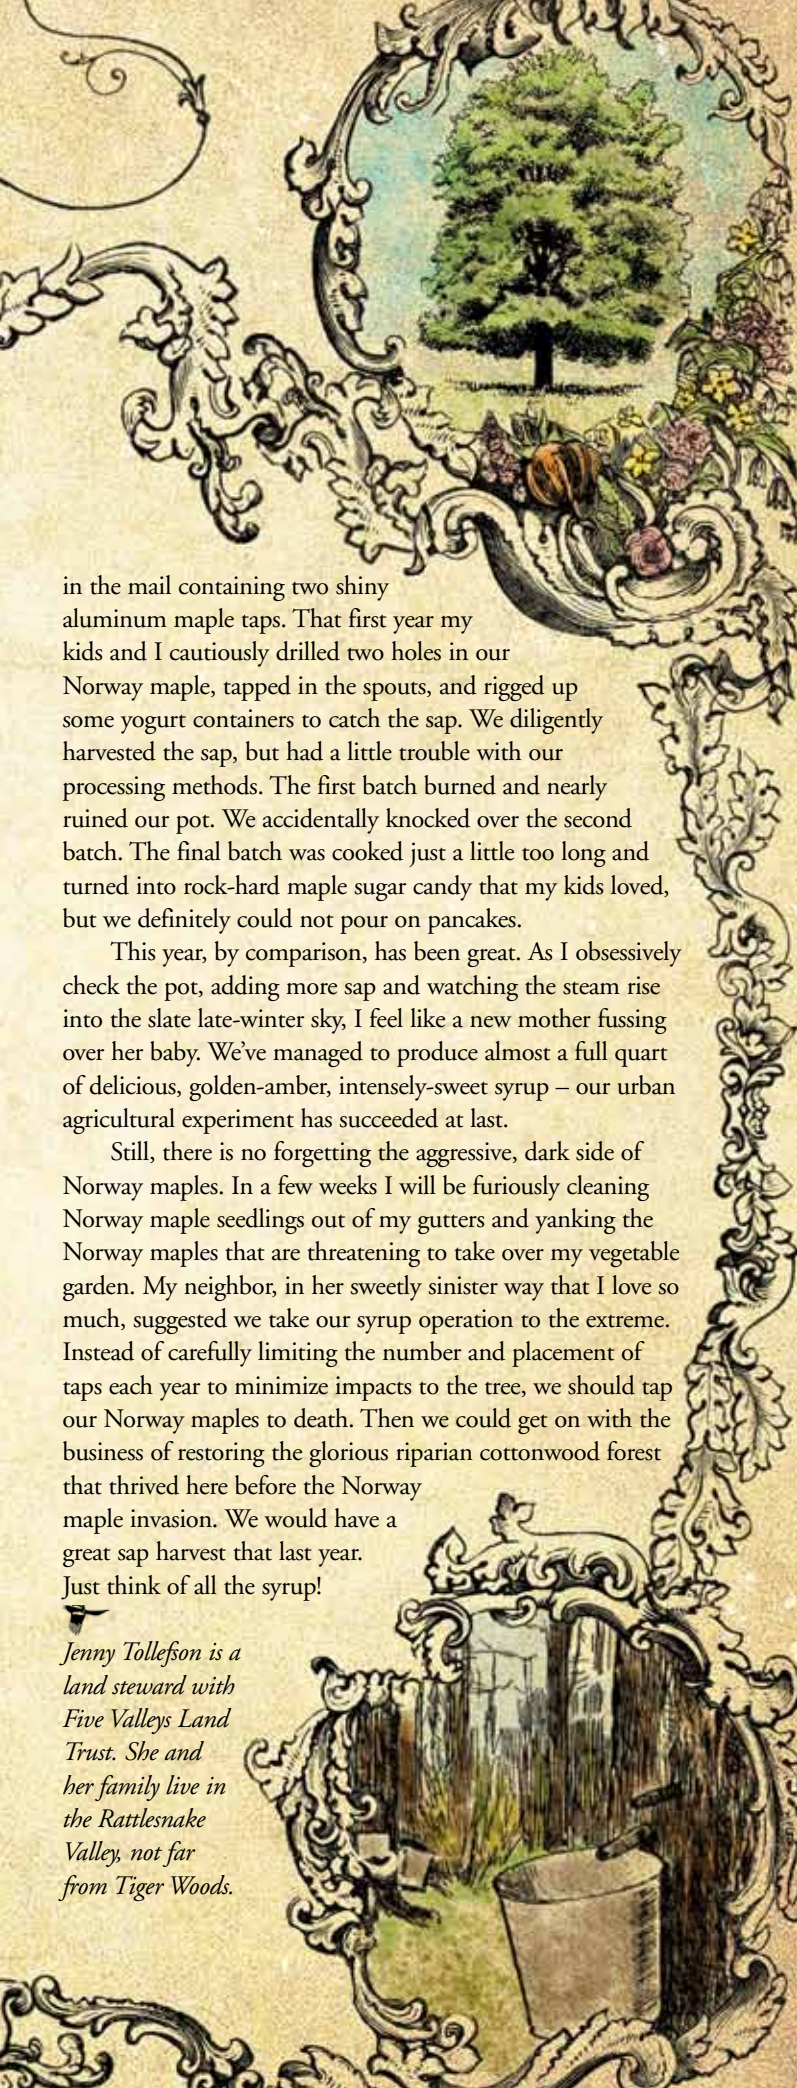 in the mail containing two shiny
aluminum maple taps. That first year my
kids and I cautiously drilled two holes in our
Norway maple, tapped in the spouts, and rigged up
some yogurt containers to catch the sap. We diligently
harvested the sap, but had a little trouble with our
processing methods. The first batch burned and nearly
ruined our pot. We accidentally knocked over the second
batch. The final batch was cooked just a little too long and
turned into rock-hard maple sugar candy that my kids loved,
but we definitely could not pour on pancakes.
This year, by comparison, has been great. As I obsessively
check the pot, adding more sap and watching the steam rise
into the slate late-winter sky, I feel like a new mother fussing
over her baby. We’ve managed to produce almost a full quart
of delicious, golden-amber, intensely-sweet syrup – our urban
agricultural experiment has succeeded at last.
Still, there is no forgetting the aggressive, dark side of
Norway maples. In a few weeks I will be furiously cleaning
Norway maple seedlings out of my gutters and yanking the
Norway maples that are threatening to take over my vegetable
garden. My neighbor, in her sweetly sinister way that I love so
much, suggested we take our syrup operation to the extreme.
Instead of carefully limiting the number and placement of
taps each year to minimize impacts to the tree, we should tap
our Norway maples to death. Then we could get on with the
business of restoring the glorious riparian cottonwood forest
that thrived here before the Norway
maple invasion. We would have a
great sap harvest that last year.
Just think of all the syrup!
Jenny Tollefson is a
land steward with
Five Valleys Land
Trust. She and
her family live in
the Rattlesnake
Valley, not far
from Tiger Woods.